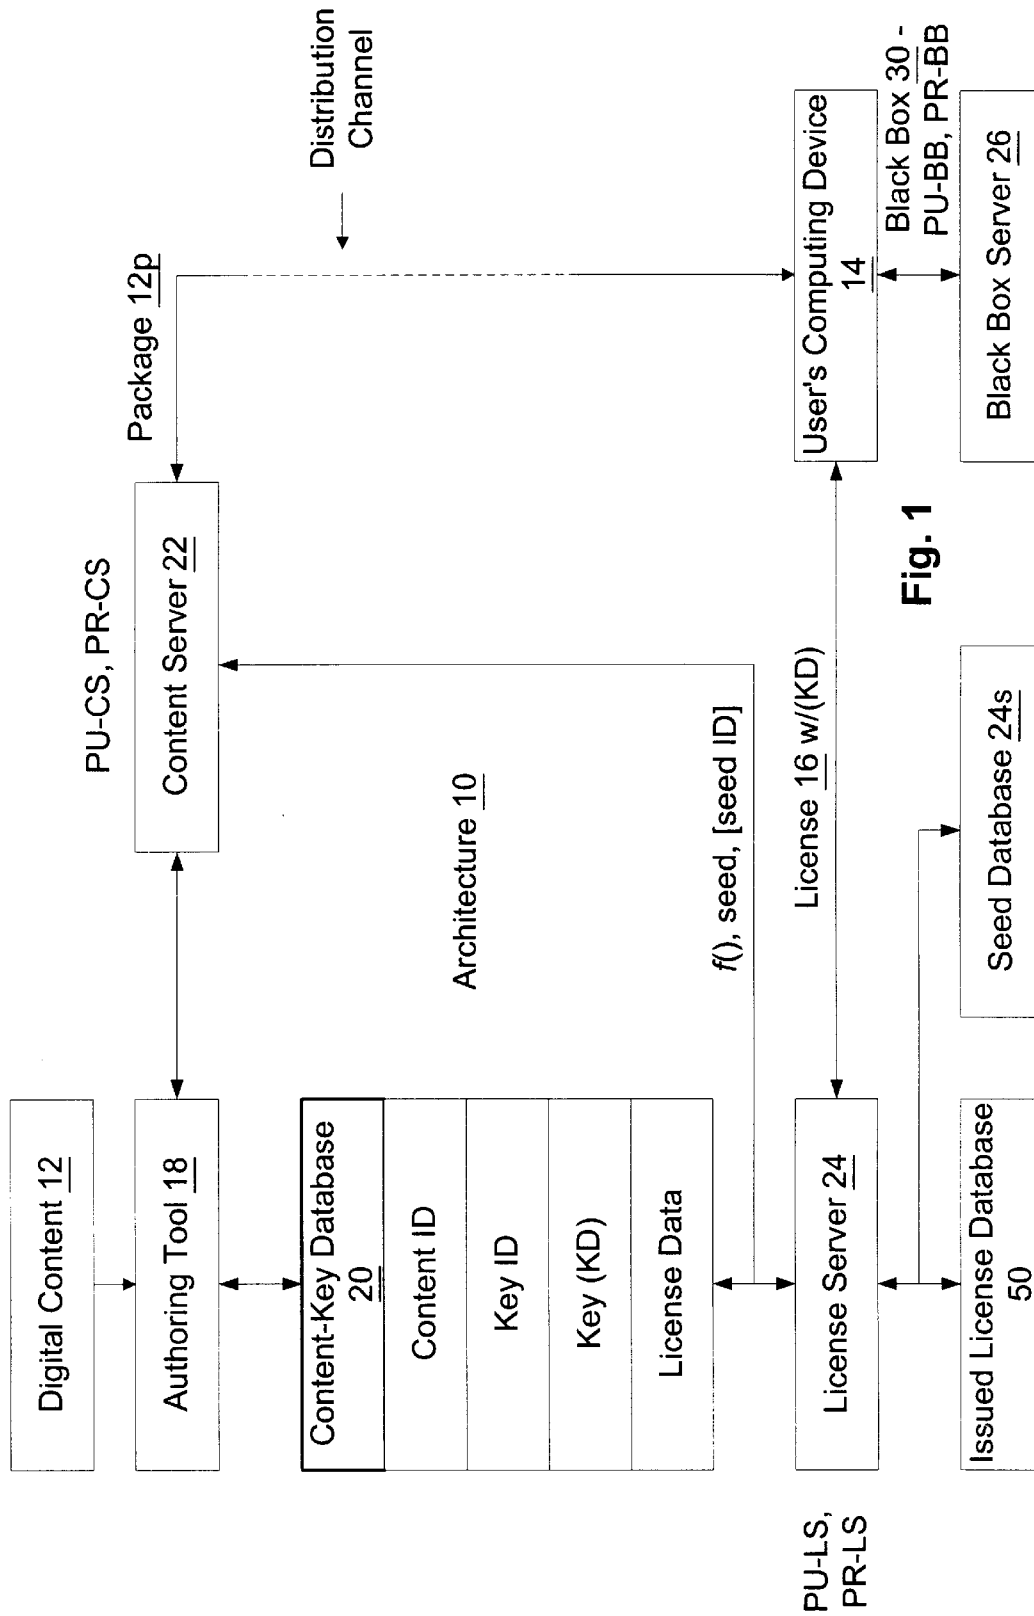 Digital Content 12
Authoring Tool 18
Content-Key Database
20
Content ID
Key ID
Key (KD)
License Data
PU-LS,
PR-LS
License Server 24
Issued License Database
50
Seed Database 24s
PU-CS, PR-CS
Content Server 22
Package 12p
Distribution
Channel
Architecture 10
f(), seed, [seed ID]
License 16 w/(KD)
User's Computing Device
14
Black Box 30 -
PU-BB, PR-BB
Black Box Server 26
Fig. 1